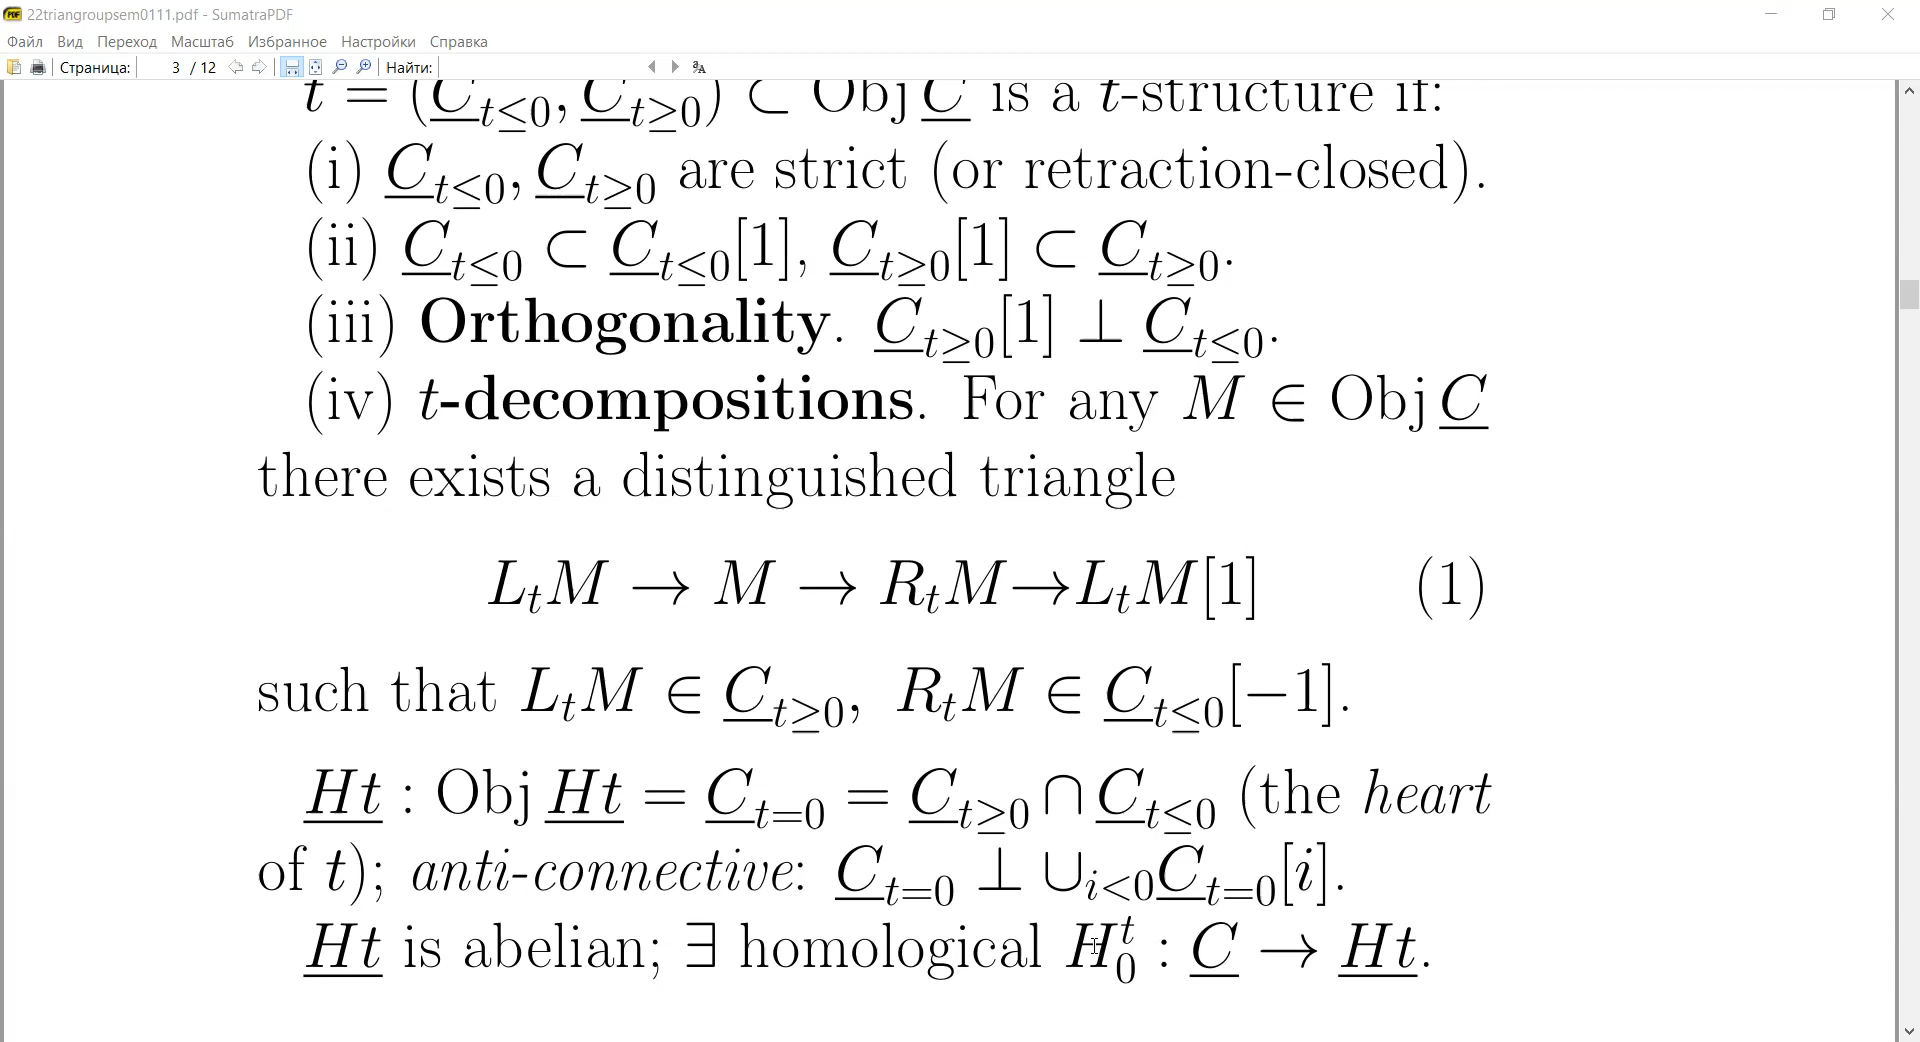 22triangroupsem0111.pdf - SumatraPDF
Файл Вид Переход Масштаб Избранное Настройки Справка
Страница: 3 / 12 Найти:
t = (C_{t≤0}, C_{t≥0}) ⊂ Obj C is a t-structure if:
(i) C_{t≤0}, C_{t≥0} are strict (or retraction-closed).
(ii) C_{t≤0} ⊂ C_{t≤0}[1], C_{t≥0}[1] ⊂ C_{t≥0}.
(iii) Orthogonality. C_{t≥0}[1] ⊥ C_{t≤0}.
(iv) t-decompositions. For any M ∈ Obj C
there exists a distinguished triangle
L_tM → M → R_tM→L_tM[1] (1)
such that L_tM ∈ C_{t≥0}, R_tM ∈ C_{t≤0}[−1].
Ht : Obj Ht = C_{t=0} = C_{t≥0} ∩ C_{t≤0} (the heart
of t); anti-connective: C_{t=0} ⊥ ∪_{i<0}C_{t=0}[i].
Ht is abelian; ∃ homological H^t_0 : C → Ht.